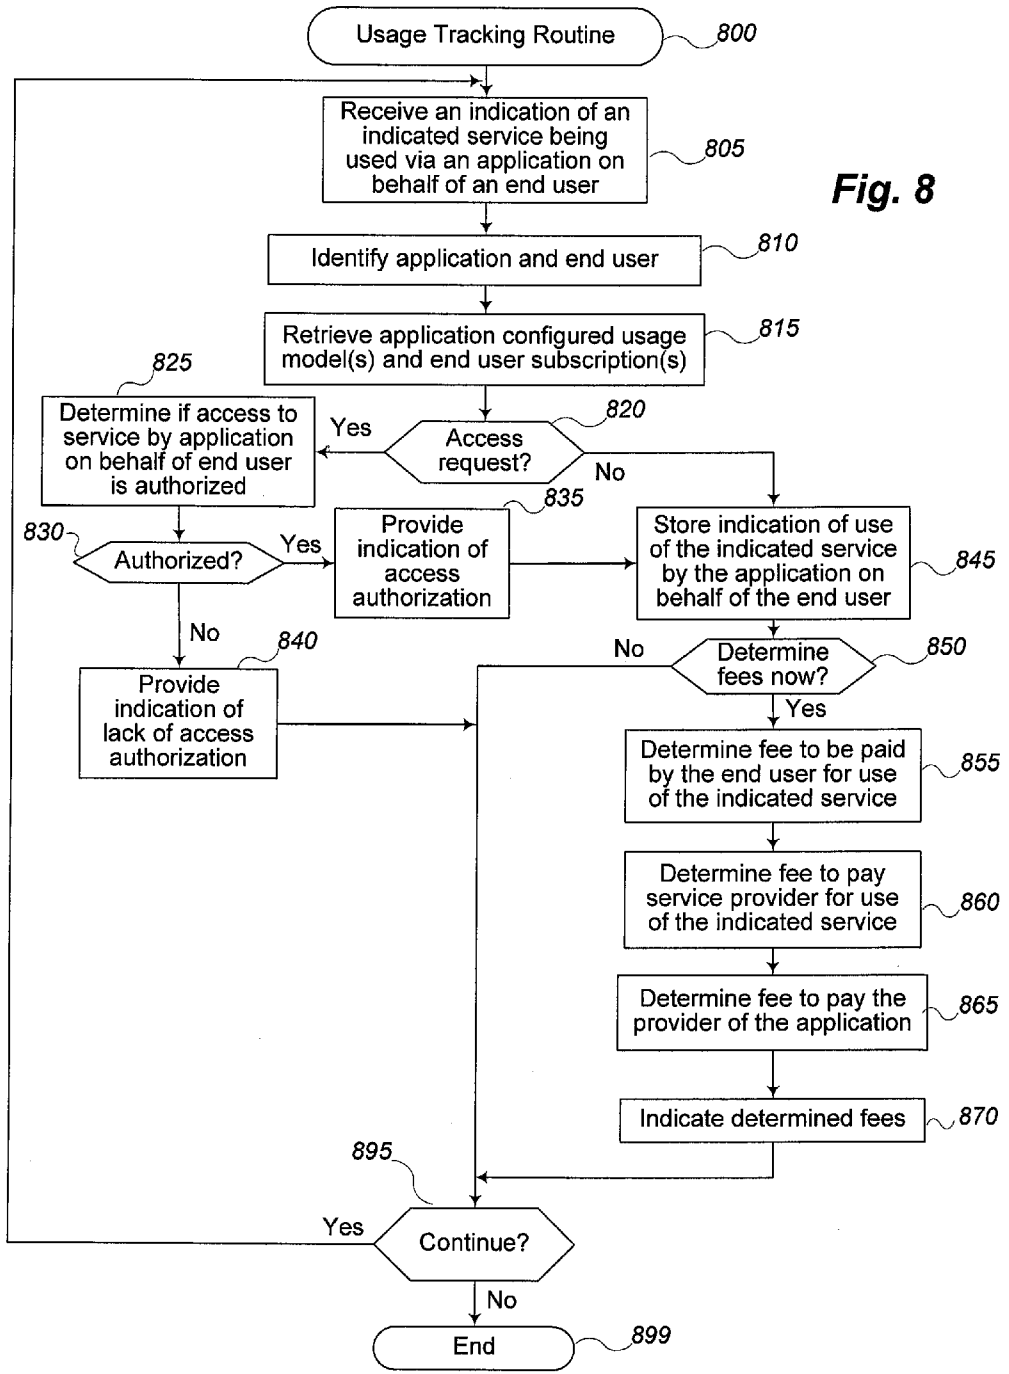 Usage Tracking Routine
800
Receive an indication of an
indicated service being
used via an application on
behalf of an end user
805
Fig. 8
Identify application and end user
810
Retrieve application configured usage
model(s) and end user subscription(s)
815
825
Determine if access to
service by application
on behalf of end user
is authorized
Yes
Access
request?
820
No
830
Authorized?
Yes
835
Provide
indication of
access
authorization
Store indication of use
of the indicated service
by the application on
behalf of the end user
845
No
840
Provide
indication of
lack of access
authorization
No
Determine
fees now?
850
Yes
Determine fee to be paid
by the end user for use
of the indicated service
855
Determine fee to pay
service provider for use
of the indicated service
860
Determine fee to pay the
provider of the application
865
Indicate determined fees
870
895
Yes
Continue?
No
End
899